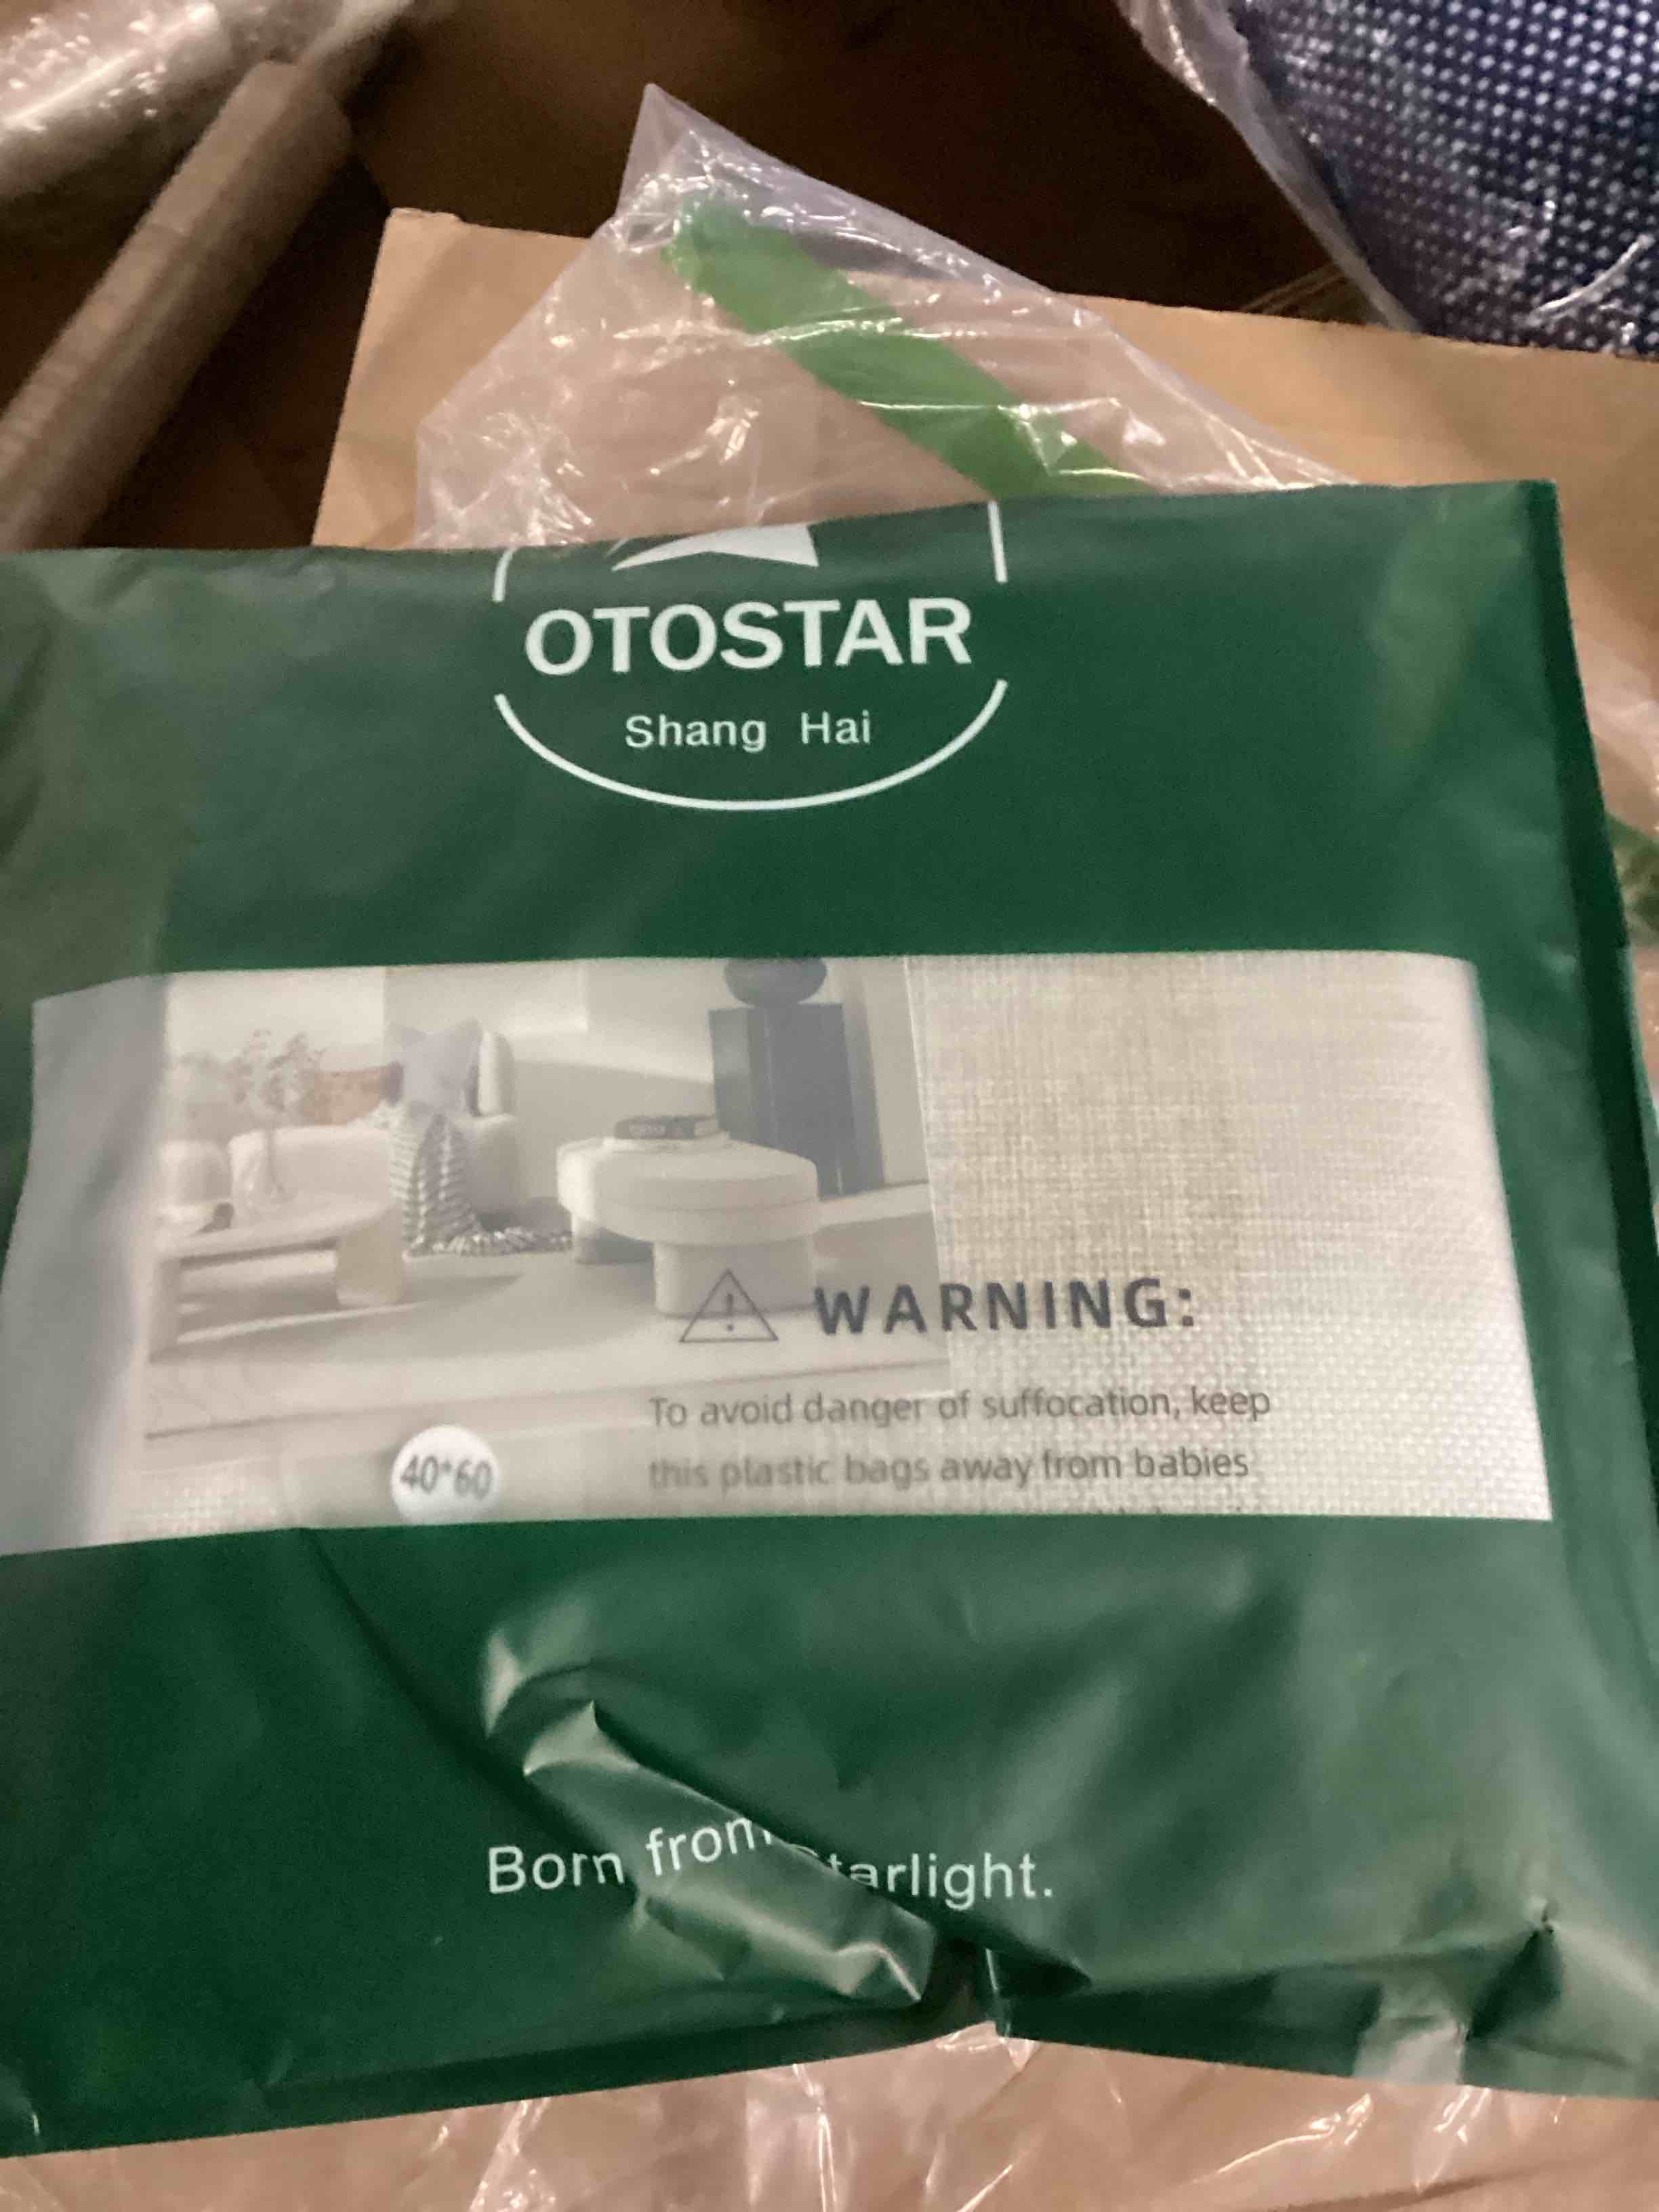 OTOSTAR
Shang Hai
WARNING:
To avoid danger of suffocation, keep
this plastic bags away from babies
40*60
Born from tarlight.